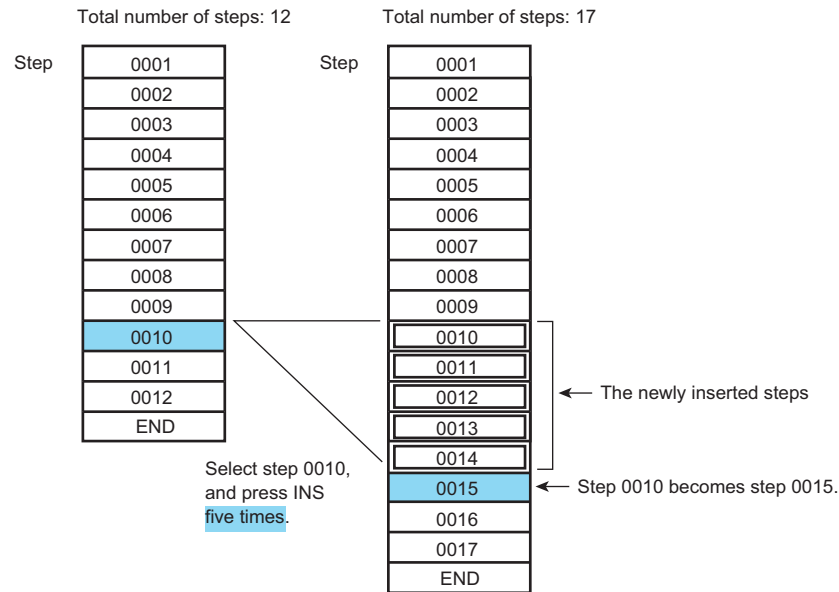 Total number of steps: 12
Step
0001
0002
0003
0004
0005
0006
0007
0008
0009
0010
0011
0012
END
Select step 0010,
and press INS
five times.
Total number of steps: 17
Step
0001
0002
0003
0004
0005
0006
0007
0008
0009
0010
0011
0012
0013
0014
0015
0016
0017
END
The newly inserted steps
Step 0010 becomes step 0015.